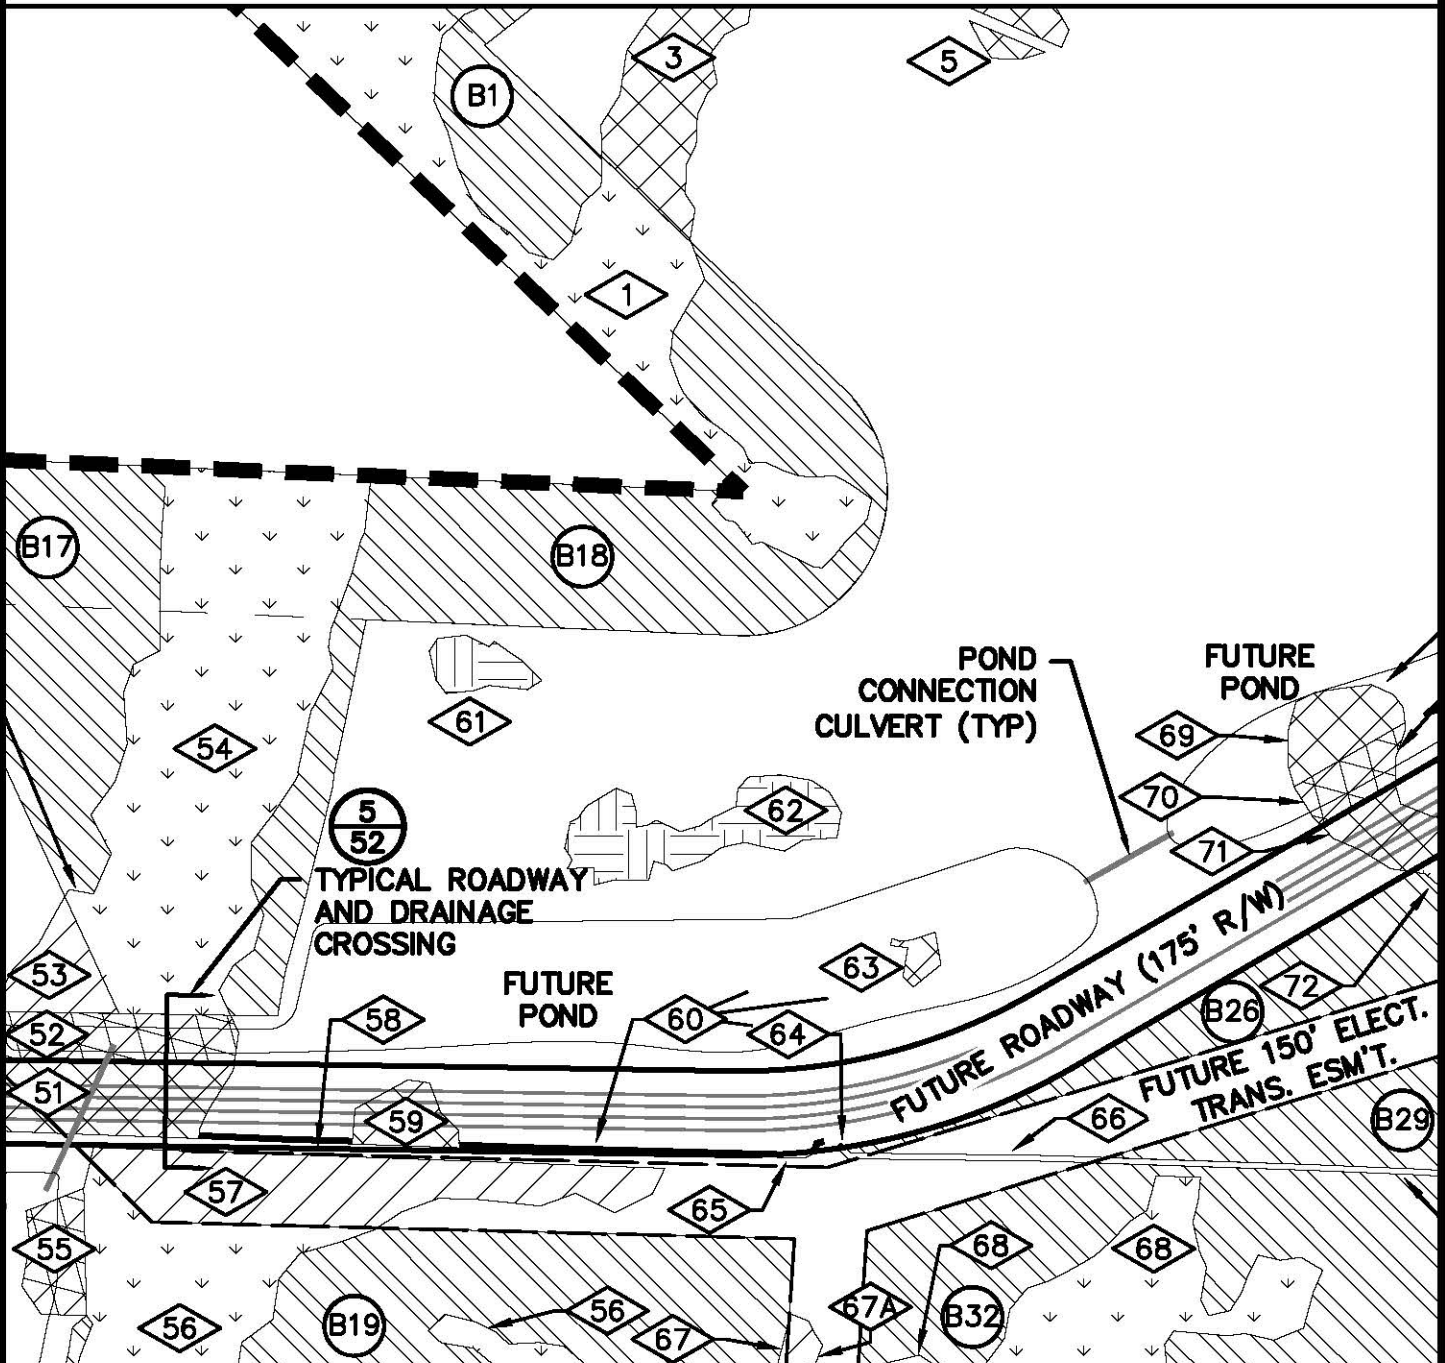 3
5
B1
1
B17
B18
POND
CONNECTION
CULVERT (TYP)
FUTURE
POND
61
69
54
70
62
5
52
71
TYPICAL ROADWAY
AND DRAINAGE
CROSSING
63
53
FUTURE
POND
72
B26
58
60
64
52
FUTURE ROADWAY (175' R/W)
FUTURE 150' ELECT.
TRANS. ESM'T.
51
59
66
B29
57
65
55
68
68
56
B19
56
67
67A
B32